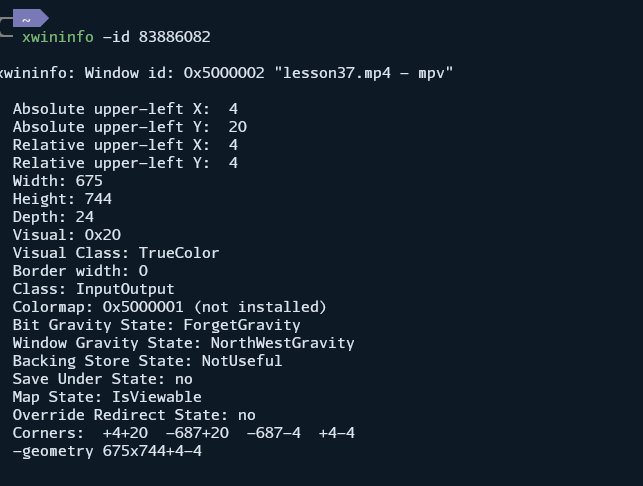 ~
xwininfo -id 83886082
xwininfo: Window id: 0x5000002 "lesson37.mp4 - mpv"
Absolute upper-left X:  4
Absolute upper-left Y:  20
Relative upper-left X:  4
Relative upper-left Y:  4
Width: 675
Height: 744
Depth: 24
Visual: 0x20
Visual Class: TrueColor
Border width: 0
Class: InputOutput
Colormap: 0x5000001 (not installed)
Bit Gravity State: ForgetGravity
Window Gravity State: NorthWestGravity
Backing Store State: NotUseful
Save Under State: no
Map State: IsViewable
Override Redirect State: no
Corners:  +4+20  -687+20  -687-4  +4-4
-geometry 675x744+4-4